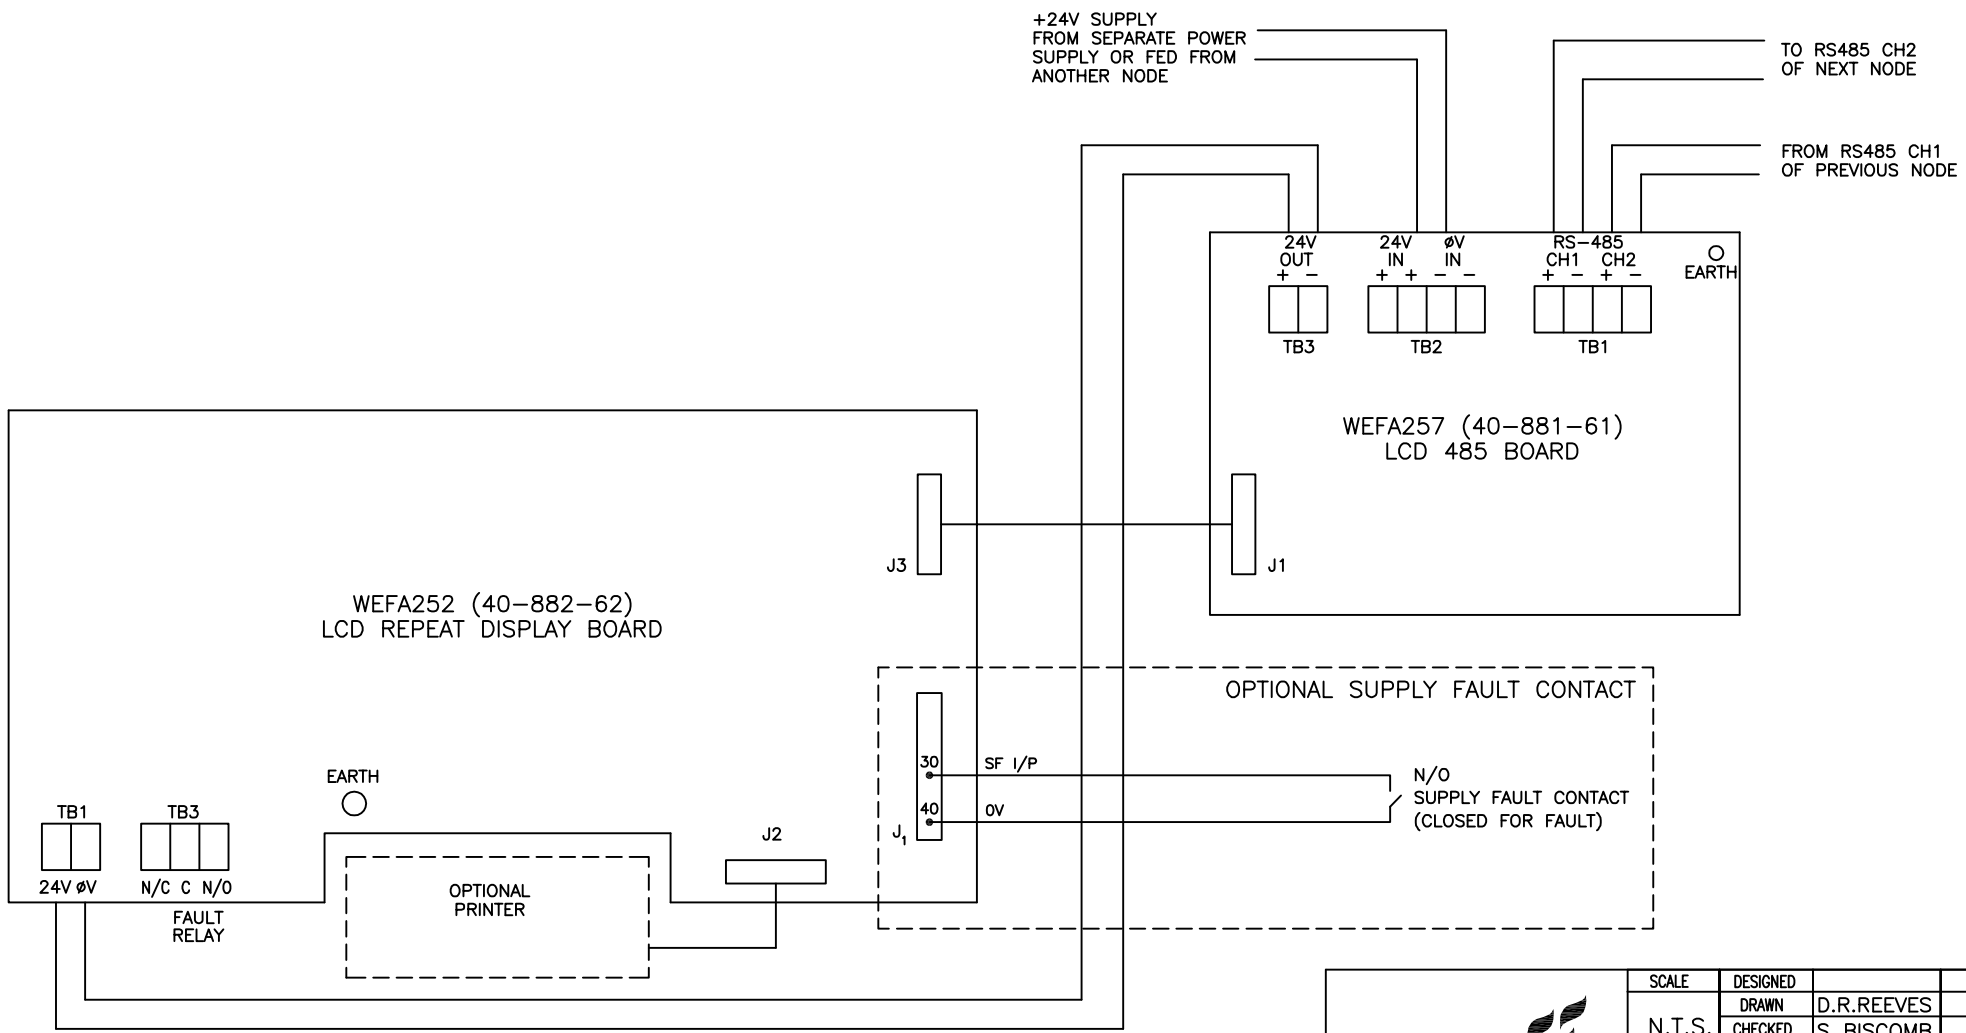 +24V SUPPLY
FROM SEPARATE POWER
SUPPLY OR FED FROM
ANOTHER NODE
TO RS485 CH2
OF NEXT NODE
FROM RS485 CH1
OF PREVIOUS NODE
24V
OUT
+ −
24V øV
IN IN
+ + − −
RS−485
CH1 CH2
+ − + −
EARTH
TB3
TB2
TB1
WEFA257 (40−881−61)
LCD 485 BOARD
J3
J1
WEFA252 (40−882−62)
LCD REPEAT DISPLAY BOARD
OPTIONAL SUPPLY FAULT CONTACT
30
SF I/P
40
0V
J1
N/O
SUPPLY FAULT CONTACT
(CLOSED FOR FAULT)
EARTH
TB1
TB3
24V øV
N/C C N/O
FAULT
RELAY
OPTIONAL
PRINTER
J2
SCALE
N.T.S.
DESIGNED
DRAWN D.R.REEVES
CHECKED S. BISCOMB